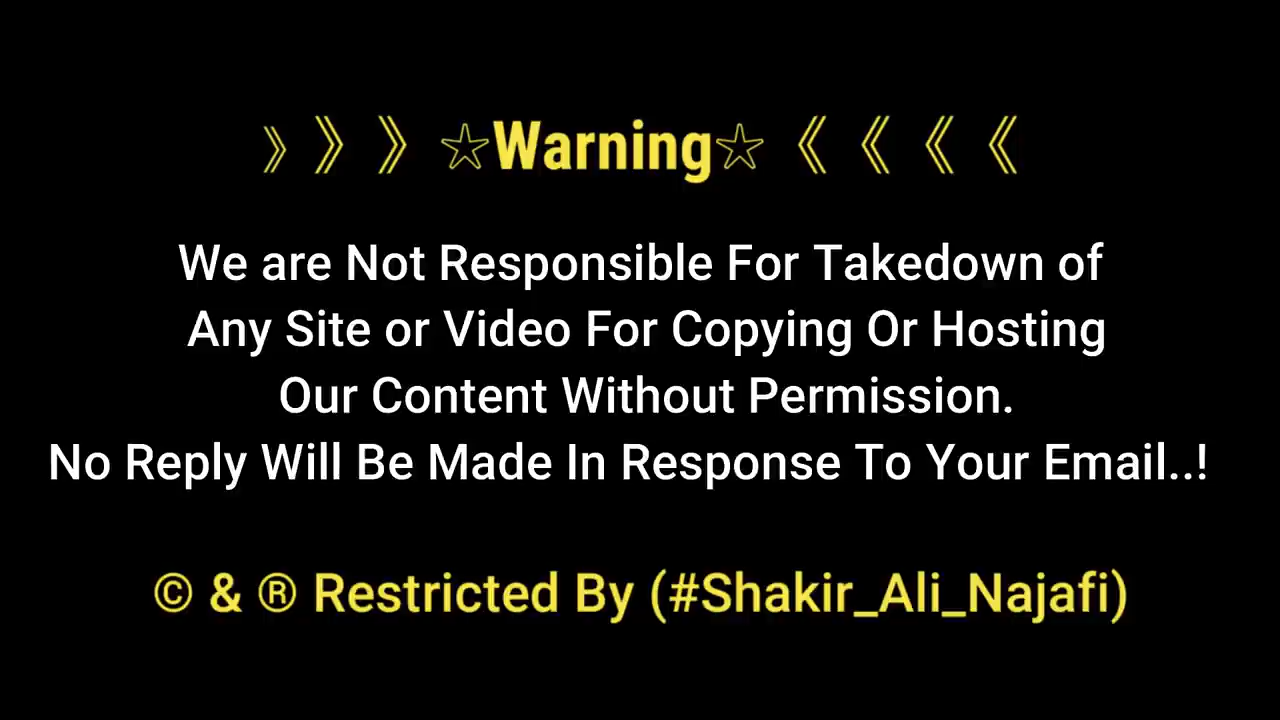 》》》☆Warning☆《《《《
We are Not Responsible For Takedown of
Any Site or Video For Copying Or Hosting
Our Content Without Permission.
No Reply Will Be Made In Response To Your Email..!
© & ® Restricted By (#Shakir_Ali_Najafi)